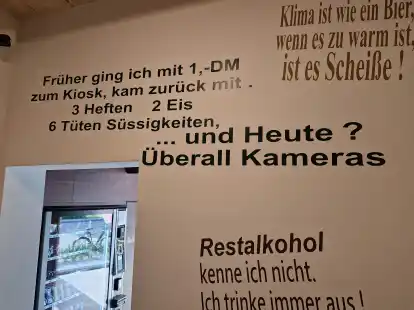 Klima ist wie ein Bier,
wenn es zu warm ist,
ist es Scheiße !
Früher ging ich mit 1,-DM
zum Kiosk, kam zurück mit .
3 Heften 2 Eis
6 Tüten Süssigkeiten,
... und Heute ?
Überall Kameras
Restalkohol
kenne ich nicht.
Ich trinke immer aus !